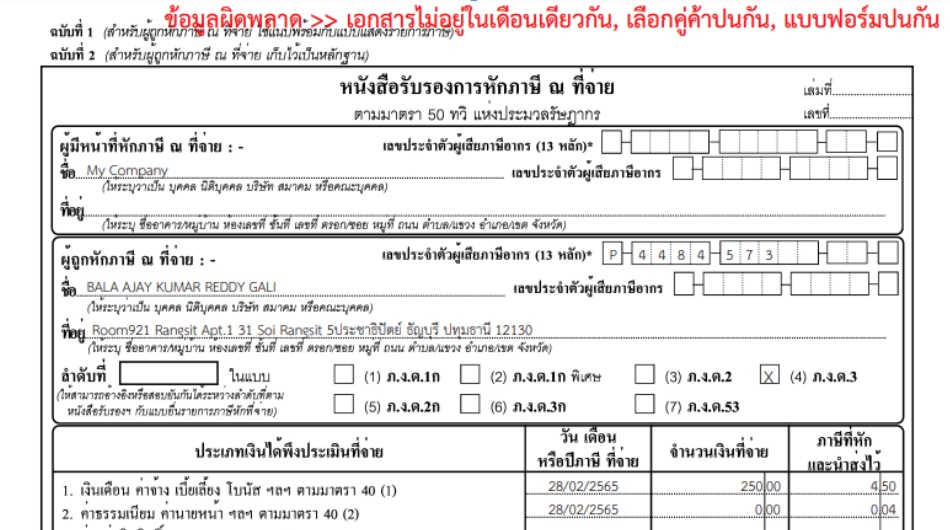 ข้อมูลผิดพลาด >> เอกสารไม่อยู่ในเดือนเดียวกัน, เลือกคู่ค้าปนกัน, แบบฟอร์มปนกัน
ฉบับที่ 1 (สำหรับผู้ถูกหักภาษี ณ ที่จ่าย ใช้แนบพร้อมกับแบบแสดงรายการภาษี)
ฉบับที่ 2 (สำหรับผู้ถูกหักภาษี ณ ที่จ่าย เก็บไว้เป็นหลักฐาน)
หนังสือรับรองการหักภาษี ณ ที่จ่าย เล่มที่
ตามมาตรา 50 ทวิ แห่งประมวลรัษฎากร เลขที่
ผู้มีหน้าที่หักภาษี ณ ที่จ่าย : - เลขประจำตัวผู้เสียภาษีอากร (13 หลัก)*
ชื่อ My Company เลขประจำตัวผู้เสียภาษีอากร
(ให้ระบุว่าเป็น บุคคล นิติบุคคล บริษัท สมาคม หรือคณะบุคคล)
ที่อยู่
(ให้ระบุ ชื่ออาคาร/หมู่บ้าน ห้องเลขที่ ชั้นที่ เลขที่ ตรอก/ซอย หมู่ที่ ถนน ตำบล/แขวง อำเภอ/เขต จังหวัด)
ผู้ถูกหักภาษี ณ ที่จ่าย : - เลขประจำตัวผู้เสียภาษีอากร (13 หลัก)* P 4 4 8 4 5 7 3
ชื่อ BALA AJAY KUMAR REDDY GALI เลขประจำตัวผู้เสียภาษีอากร
(ให้ระบุว่าเป็น บุคคล นิติบุคคล บริษัท สมาคม หรือคณะบุคคล)
ที่อยู่ Room921 Rangsit Apt.1 31 Soi Rangsit 5ประชาธิปัตย์ ธัญบุรี ปทุมธานี 12130
(ให้ระบุ ชื่ออาคาร/หมู่บ้าน ห้องเลขที่ ชั้นที่ เลขที่ ตรอก/ซอย หมู่ที่ ถนน ตำบล/แขวง อำเภอ/เขต จังหวัด)
ลำดับที่ ในแบบ (1) ภ.ง.ด.1ก (2) ภ.ง.ด.1ก พิเศษ (3) ภ.ง.ด.2 X (4) ภ.ง.ด.3
(ให้สามารถอ้างอิงหรือสอบยันกันได้ระหว่างลำดับที่ตาม
หนังสือรับรองฯ กับแบบยื่นรายการภาษีหักที่จ่าย) (5) ภ.ง.ด.2ก (6) ภ.ง.ด.3ก (7) ภ.ง.ด.53
ประเภทเงินได้พึงประเมินที่จ่าย วัน เดือน หรือปีภาษี ที่จ่าย จำนวนเงินที่จ่าย ภาษีที่หัก และนำส่งไว้
1. เงินเดือน ค่าจ้าง เบี้ยเลี้ยง โบนัส ฯลฯ ตามมาตรา 40 (1) 28/02/2565 250 00 4 50
2. ค่าธรรมเนียม ค่านายหน้า ฯลฯ ตามมาตรา 40 (2) 28/02/2565 0 00 0 04